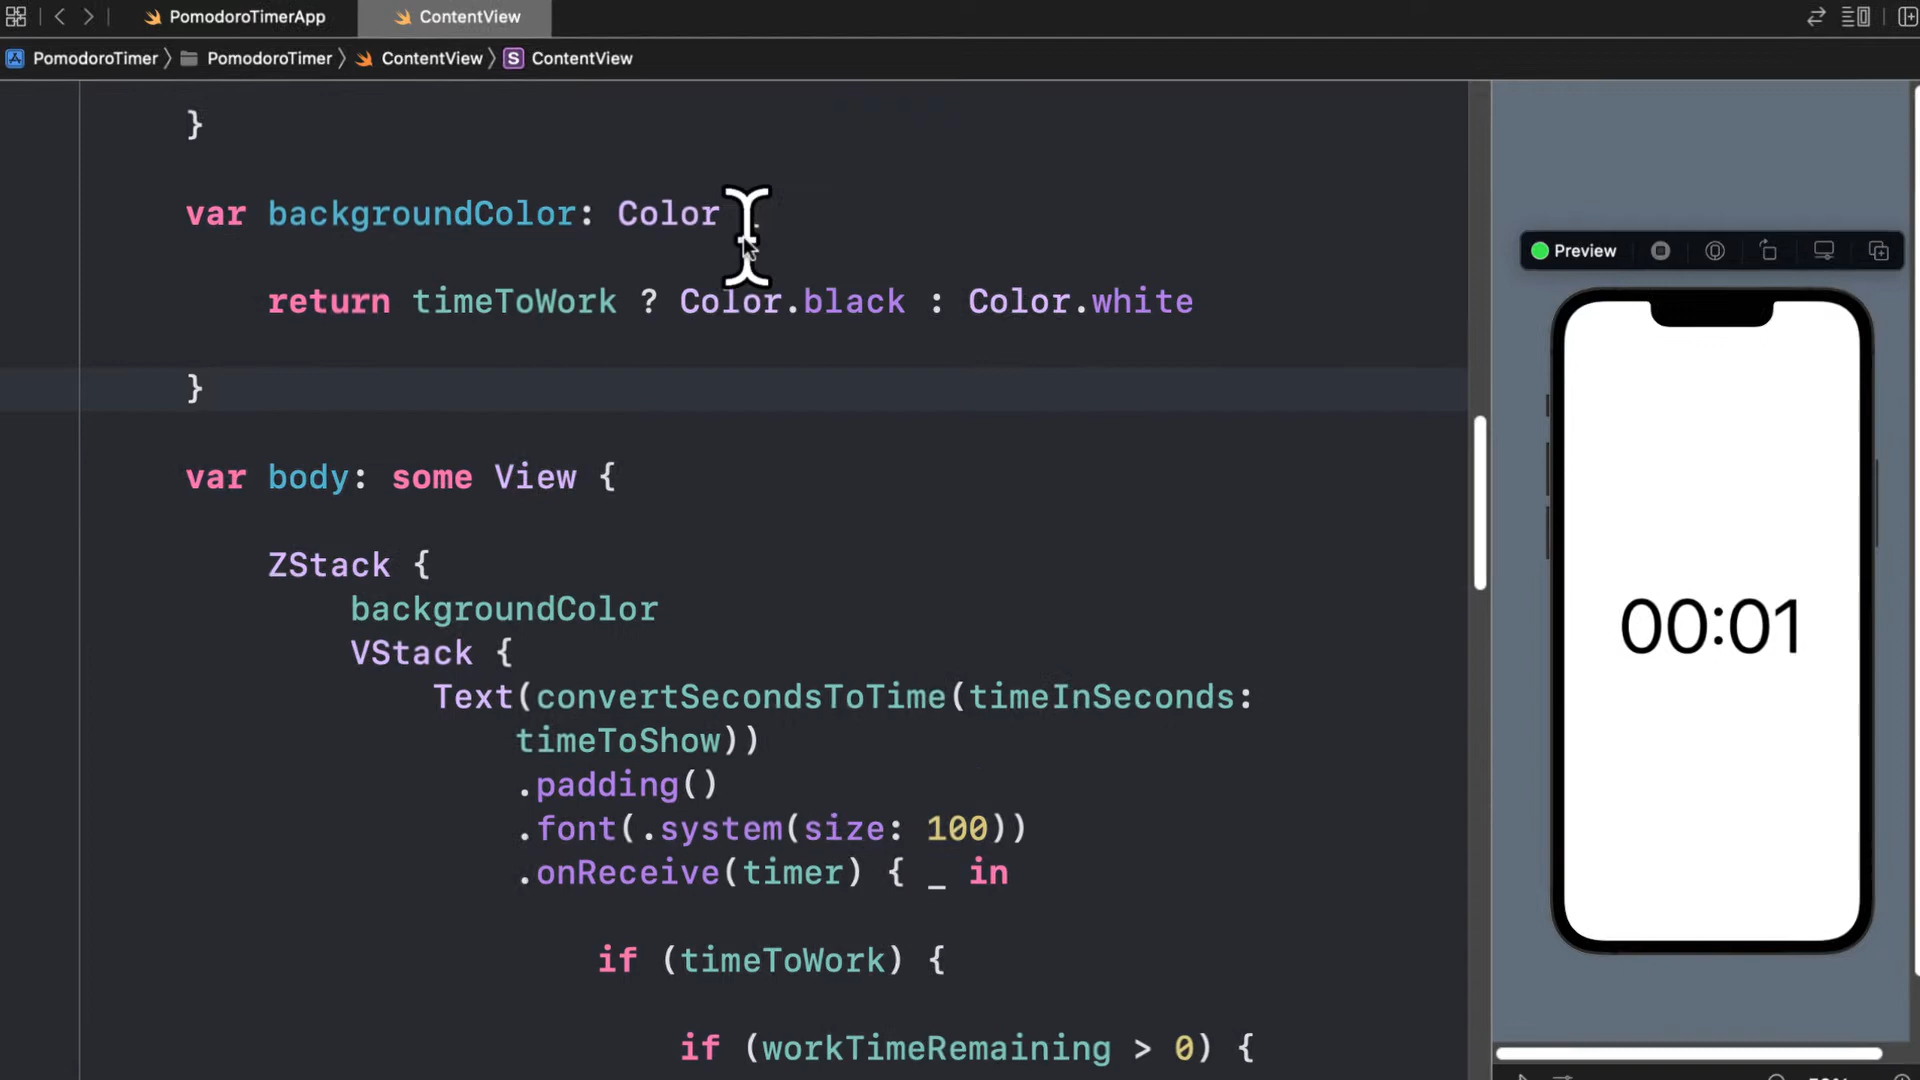 PomodoroTimerApp
ContentView
PomodoroTimer
PomodoroTimer
ContentView
S
ContentView
}
var backgroundColor: Color
return timeToWork ? Color.black : Color.white
}
var body: some View {
ZStack {
backgroundColor
VStack {
Text(convertSecondsToTime(timeInSeconds:
timeToShow))
.padding()
.font(.system(size: 100))
.onReceive(timer) { _ in
if (timeToWork) {
if (workTimeRemaining > 0) {
Preview
00:01